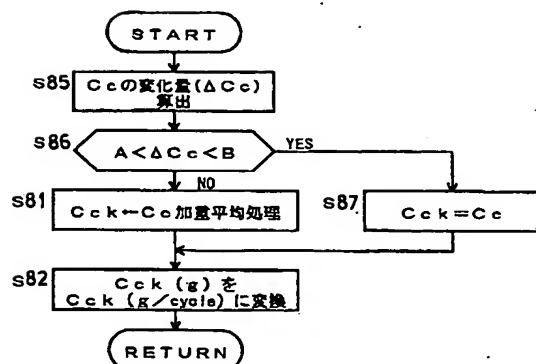 START
S85
Ccの変化量(ΔCc)
算出
S86
A<ΔCc<B
YES
NO
S81
Cck←Cc加重平均処理
S87
Cck=Cc
S82
Cck (g) を
Cck (g/cycle) に変換
RETURN